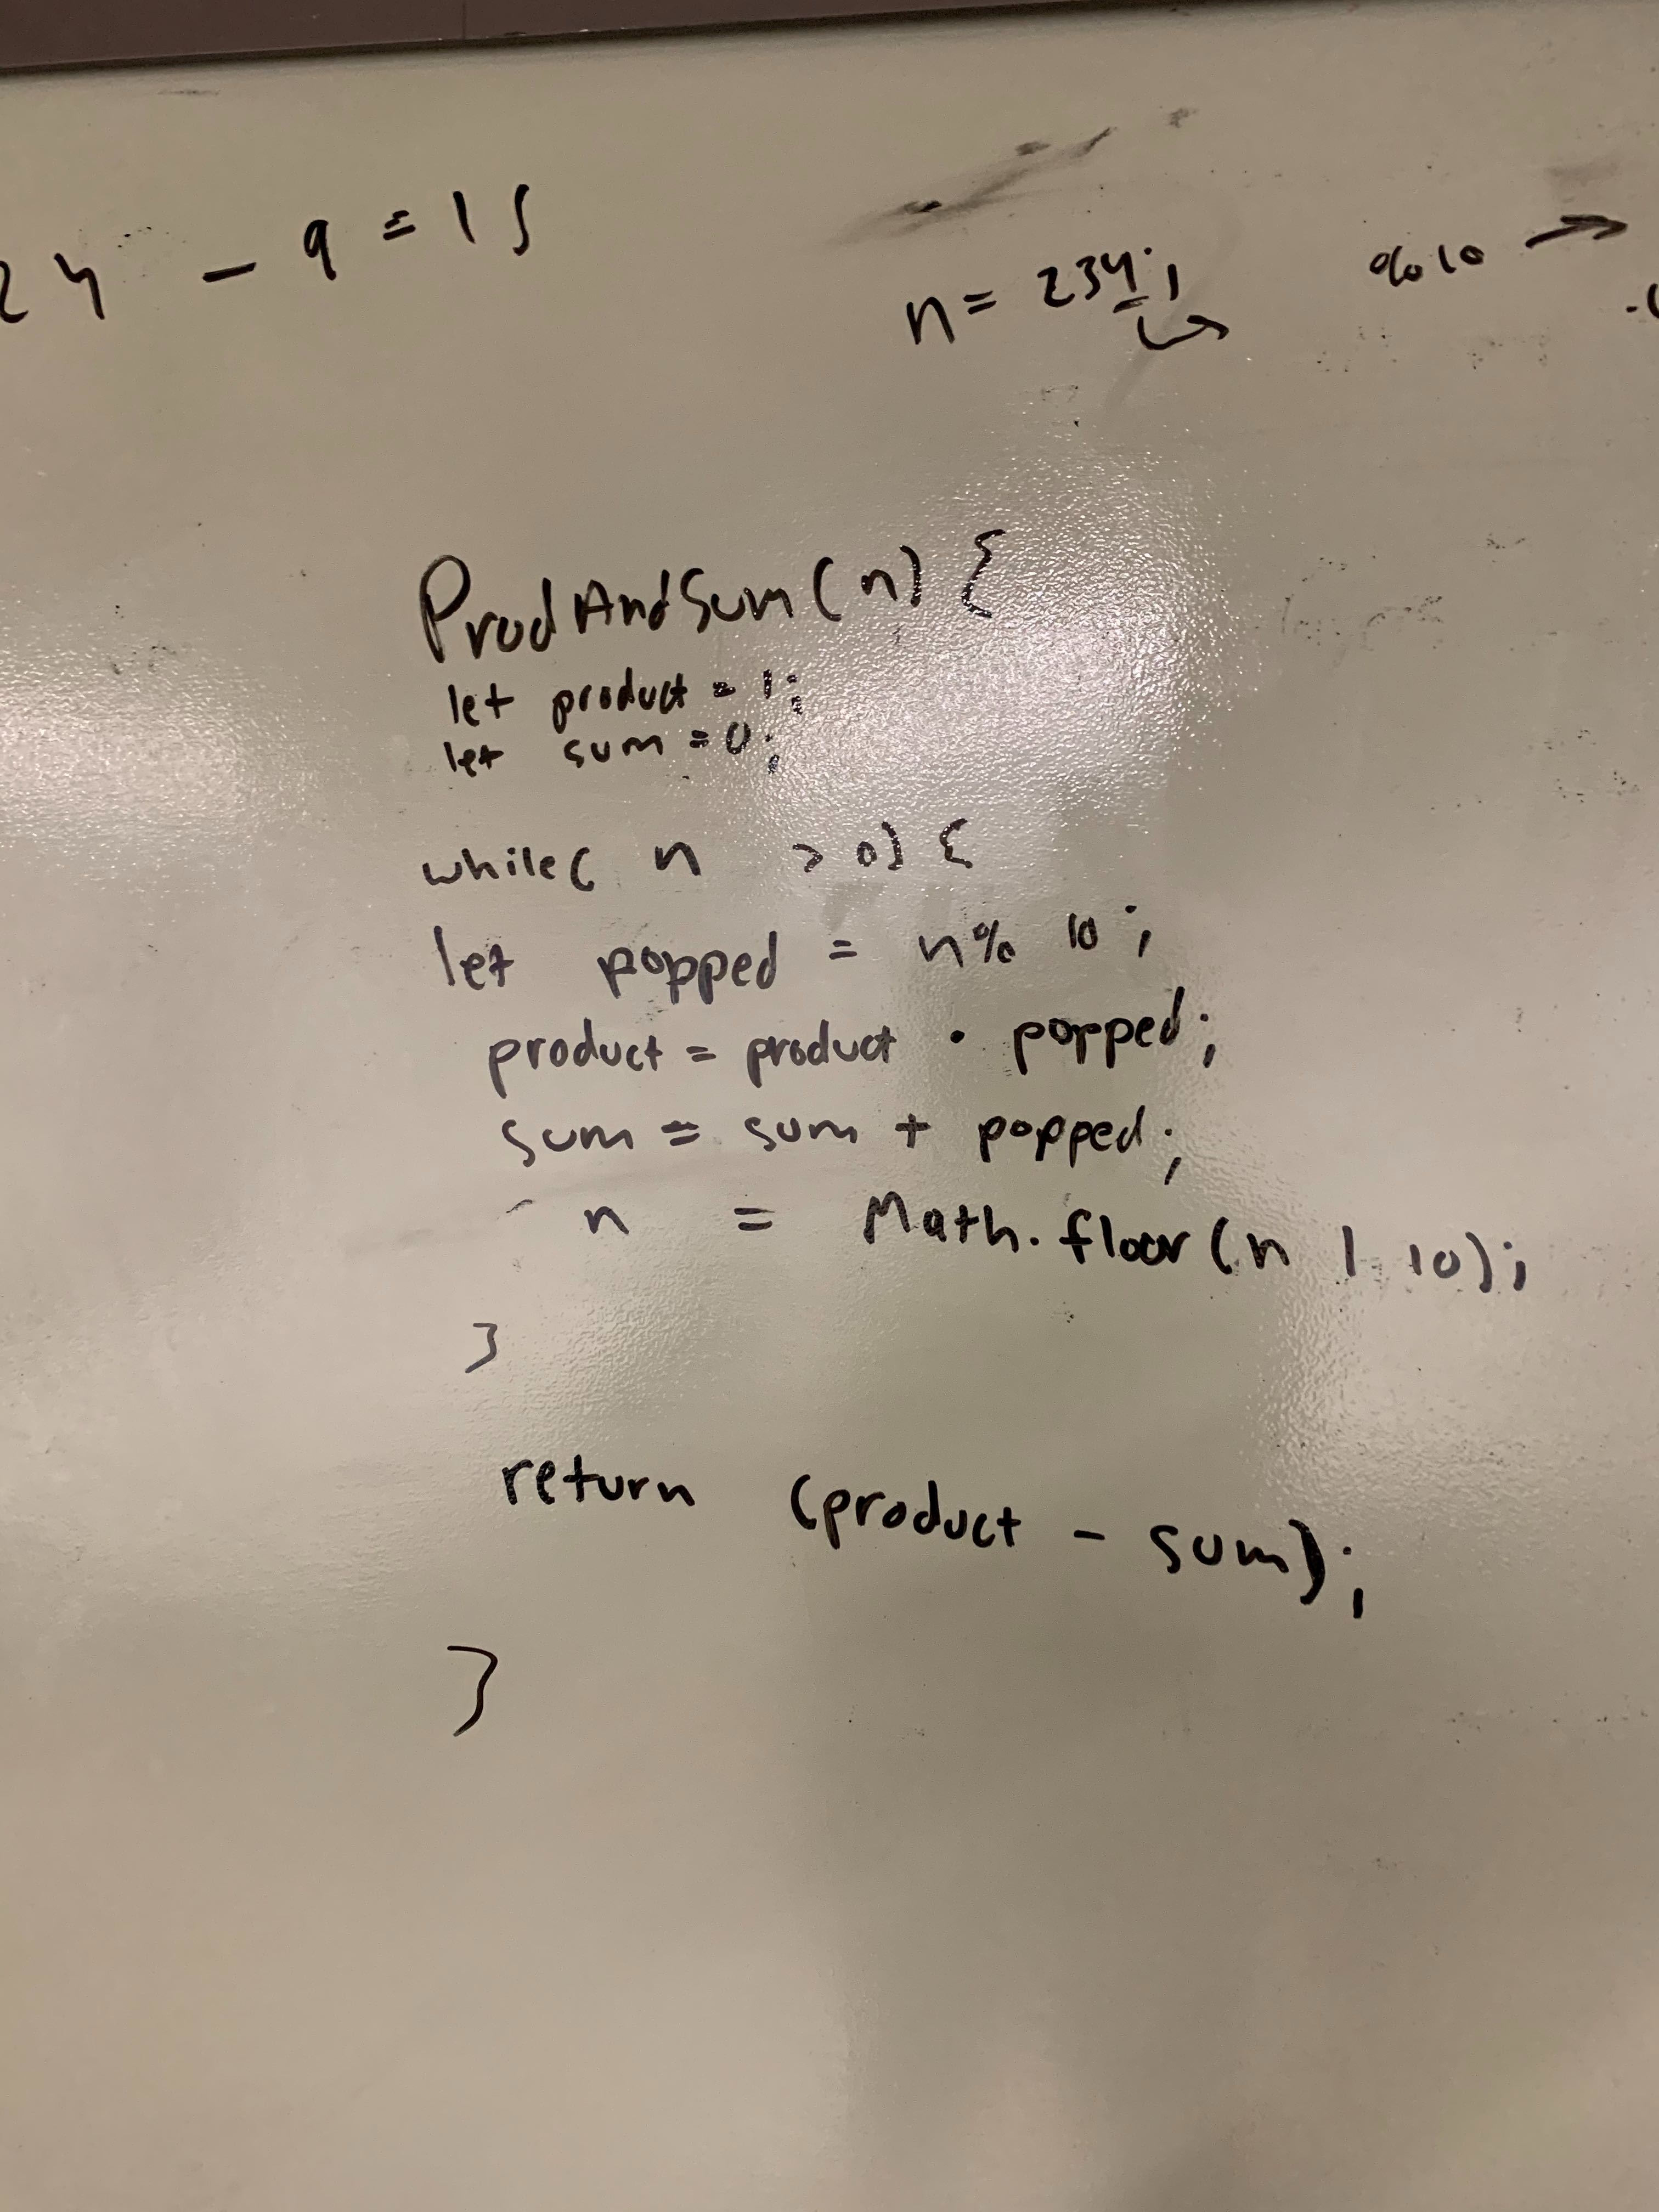 24 - 9 = 15
n = 234; %10 →
ProdAndSum(n) {
let product = 1;
let sum = 0;
while( n > 0) {
let popped = n% 10;
product = product · popped;
sum = sum + popped;
n = Math.floor(n | 10);
}
return (product - sum);
}